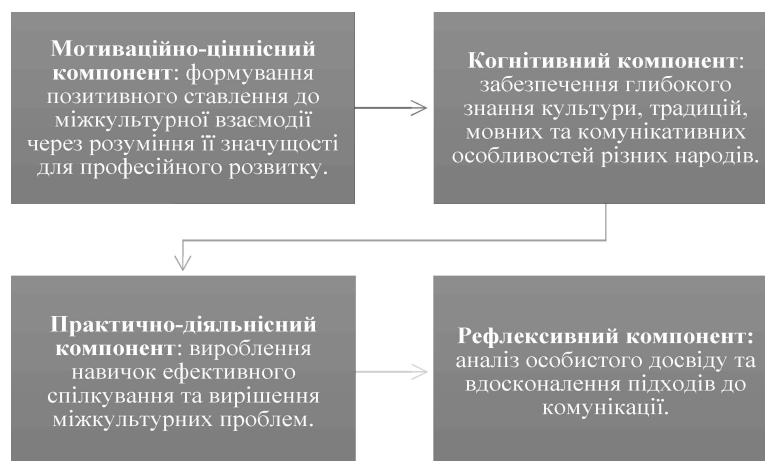 Мотиваційно-ціннісний
компонент: формування
позитивного ставлення до
міжкультурної взаємодії
через розуміння її значущості
для професійного розвитку.
Когнітивний компонент:
забезпечення глибокого
знання культури, традицій,
мовних та комунікативних
особливостей різних народів.
Практично-діяльнісний
компонент: вироблення
навичок ефективного
спілкування та вирішення
міжкультурних проблем.
Рефлексивний компонент:
аналіз особистого досвіду та
вдосконалення підходів до
комунікації.